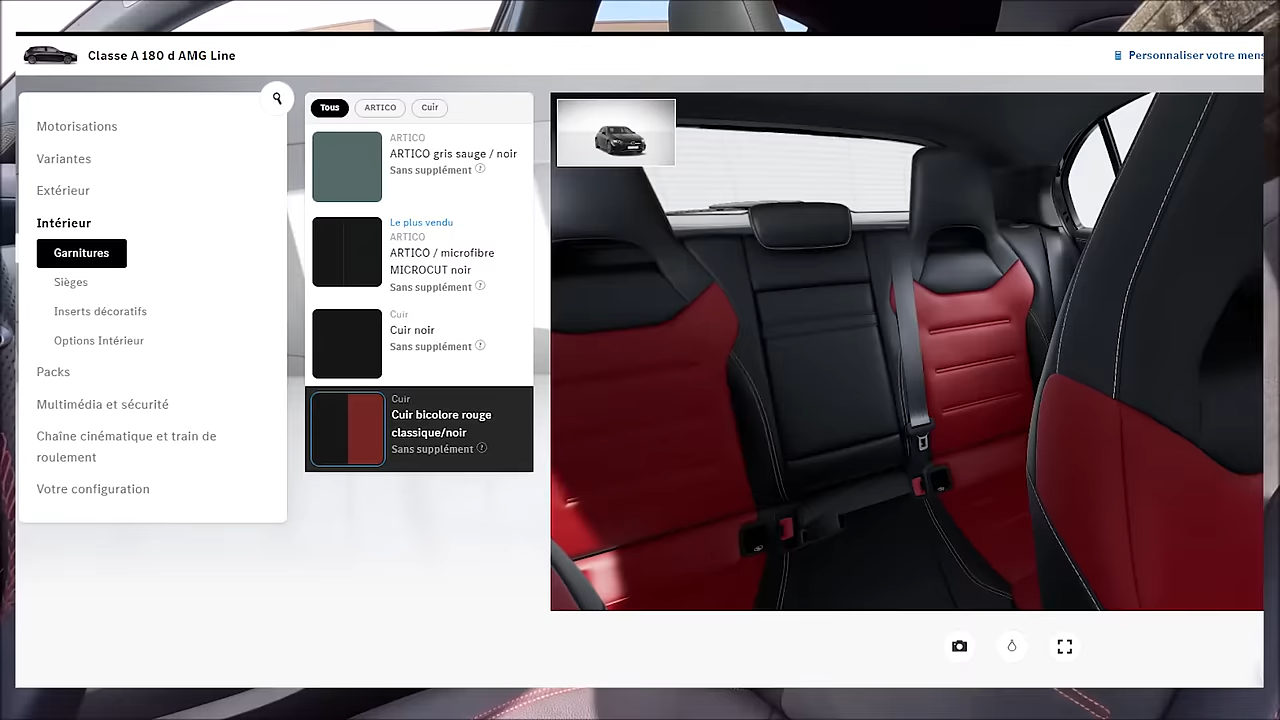 Classe A 180 d AMG Line
Personnaliser votre mens
Motorisations
Variantes
Extérieur
Intérieur
Garnitures
Sièges
Inserts décoratifs
Options Intérieur
Packs
Multimédia et sécurité
Chaîne cinématique et train de
roulement
Votre configuration
Tous
ARTICO
Cuir
ARTICO
ARTICO gris sauge / noir
Sans supplément
Le plus vendu
ARTICO
ARTICO / microfibre
MICROCUT noir
Sans supplément
Cuir
Cuir noir
Sans supplément
Cuir
Cuir bicolore rouge
classique/noir
Sans supplément